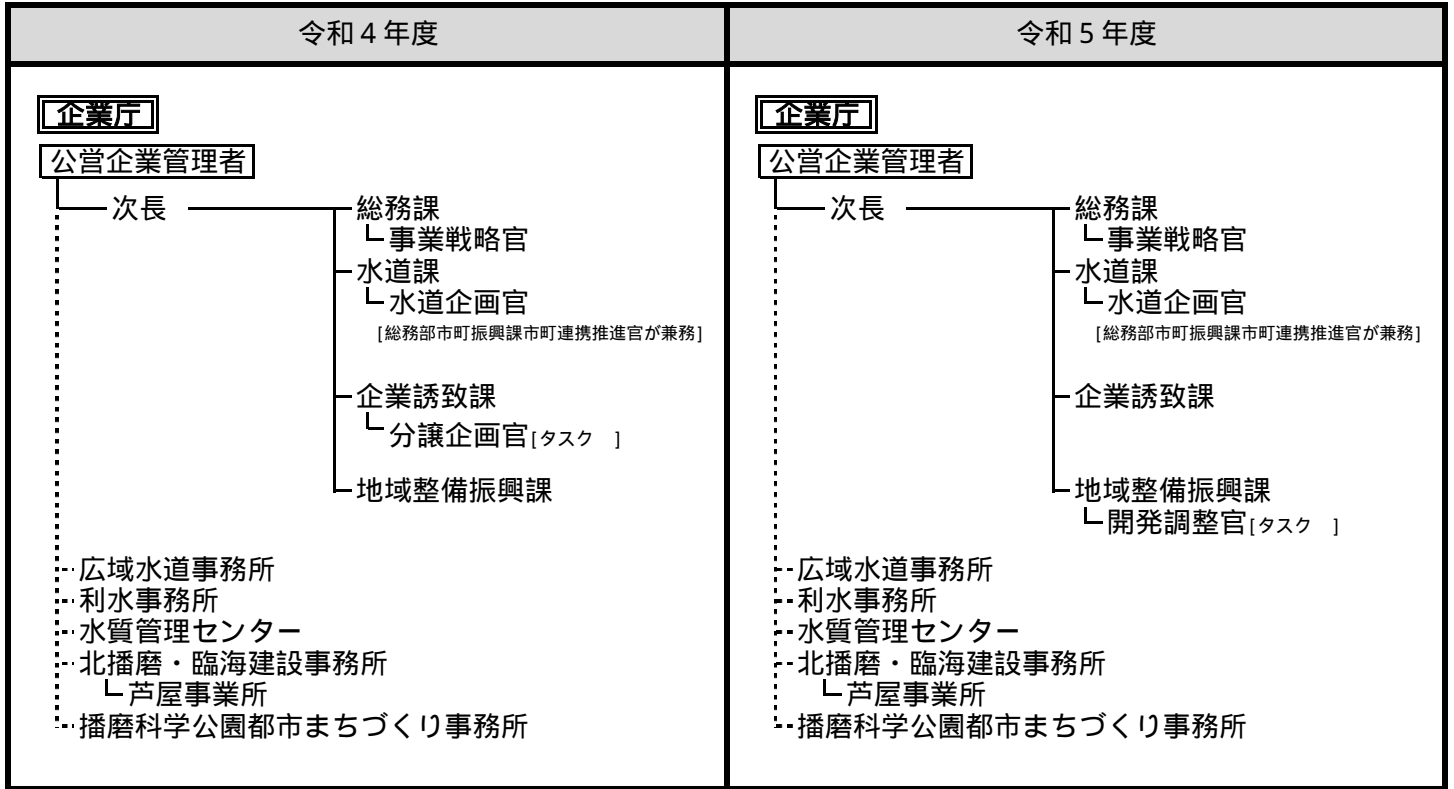 令和４年度
令和５年度
企業庁
公営企業管理者
次長
総務課
事業戦略官
水道課
水道企画官
[総務部市町振興課市町連携推進官が兼務]
企業誘致課
分譲企画官[タスク　]
地域整備振興課
広域水道事務所
利水事務所
水質管理センター
北播磨・臨海建設事務所
芦屋事業所
播磨科学公園都市まちづくり事務所
企業庁
公営企業管理者
次長
総務課
事業戦略官
水道課
水道企画官
[総務部市町振興課市町連携推進官が兼務]
企業誘致課
地域整備振興課
開発調整官[タスク　]
広域水道事務所
利水事務所
水質管理センター
北播磨・臨海建設事務所
芦屋事業所
播磨科学公園都市まちづくり事務所